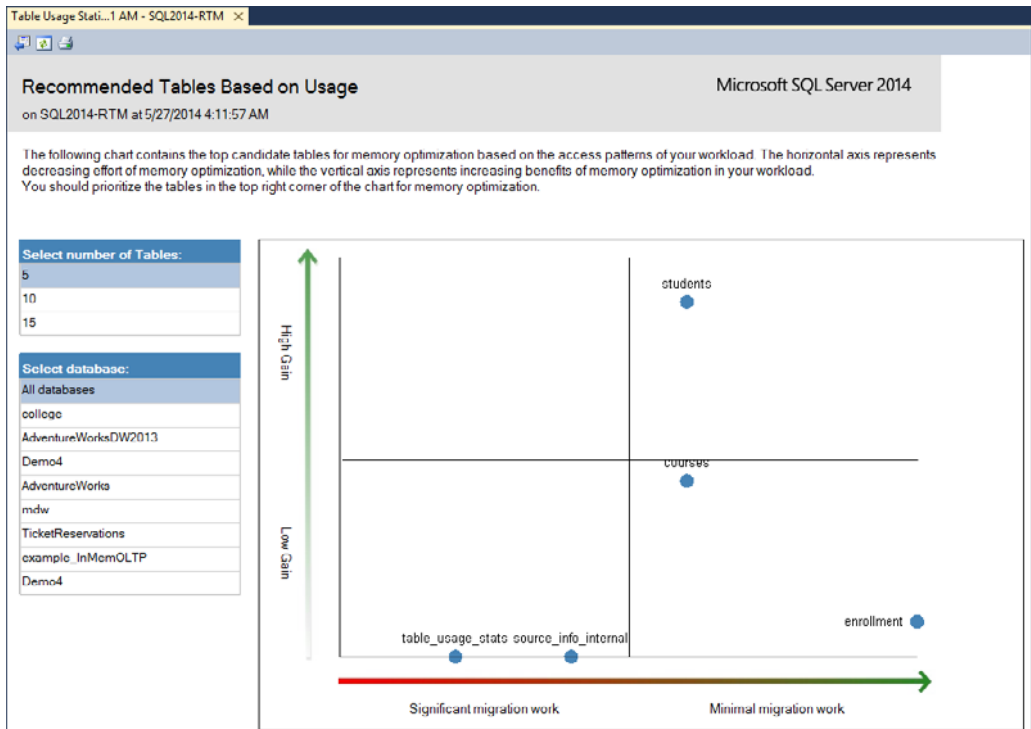 Table Usage Stati...1 AM - SQL2014-RTM ×
Recommended Tables Based on Usage
Microsoft SQL Server 2014
on SQL2014-RTM at 5/27/2014 4:11:57 AM
The following chart contains the top candidate tables for memory optimization based on the access patterns of your workload. The horizontal axis represents
decreasing effort of memory optimization, while the vertical axis represents increasing benefits of memory optimization in your workload.
You should prioritize the tables in the top right corner of the chart for memory optimization.
Select number of Tables:
5
10
15
Select database:
All databases
college
AdventureWorksDW2013
Demo4
AdventureWorks
mdw
TicketReservations
example_InMemOLTP
Demo4
High Gain
Low Gain
students
courses
enrollment
table_usage_stats source_info_internal
Significant migration work
Minimal migration work